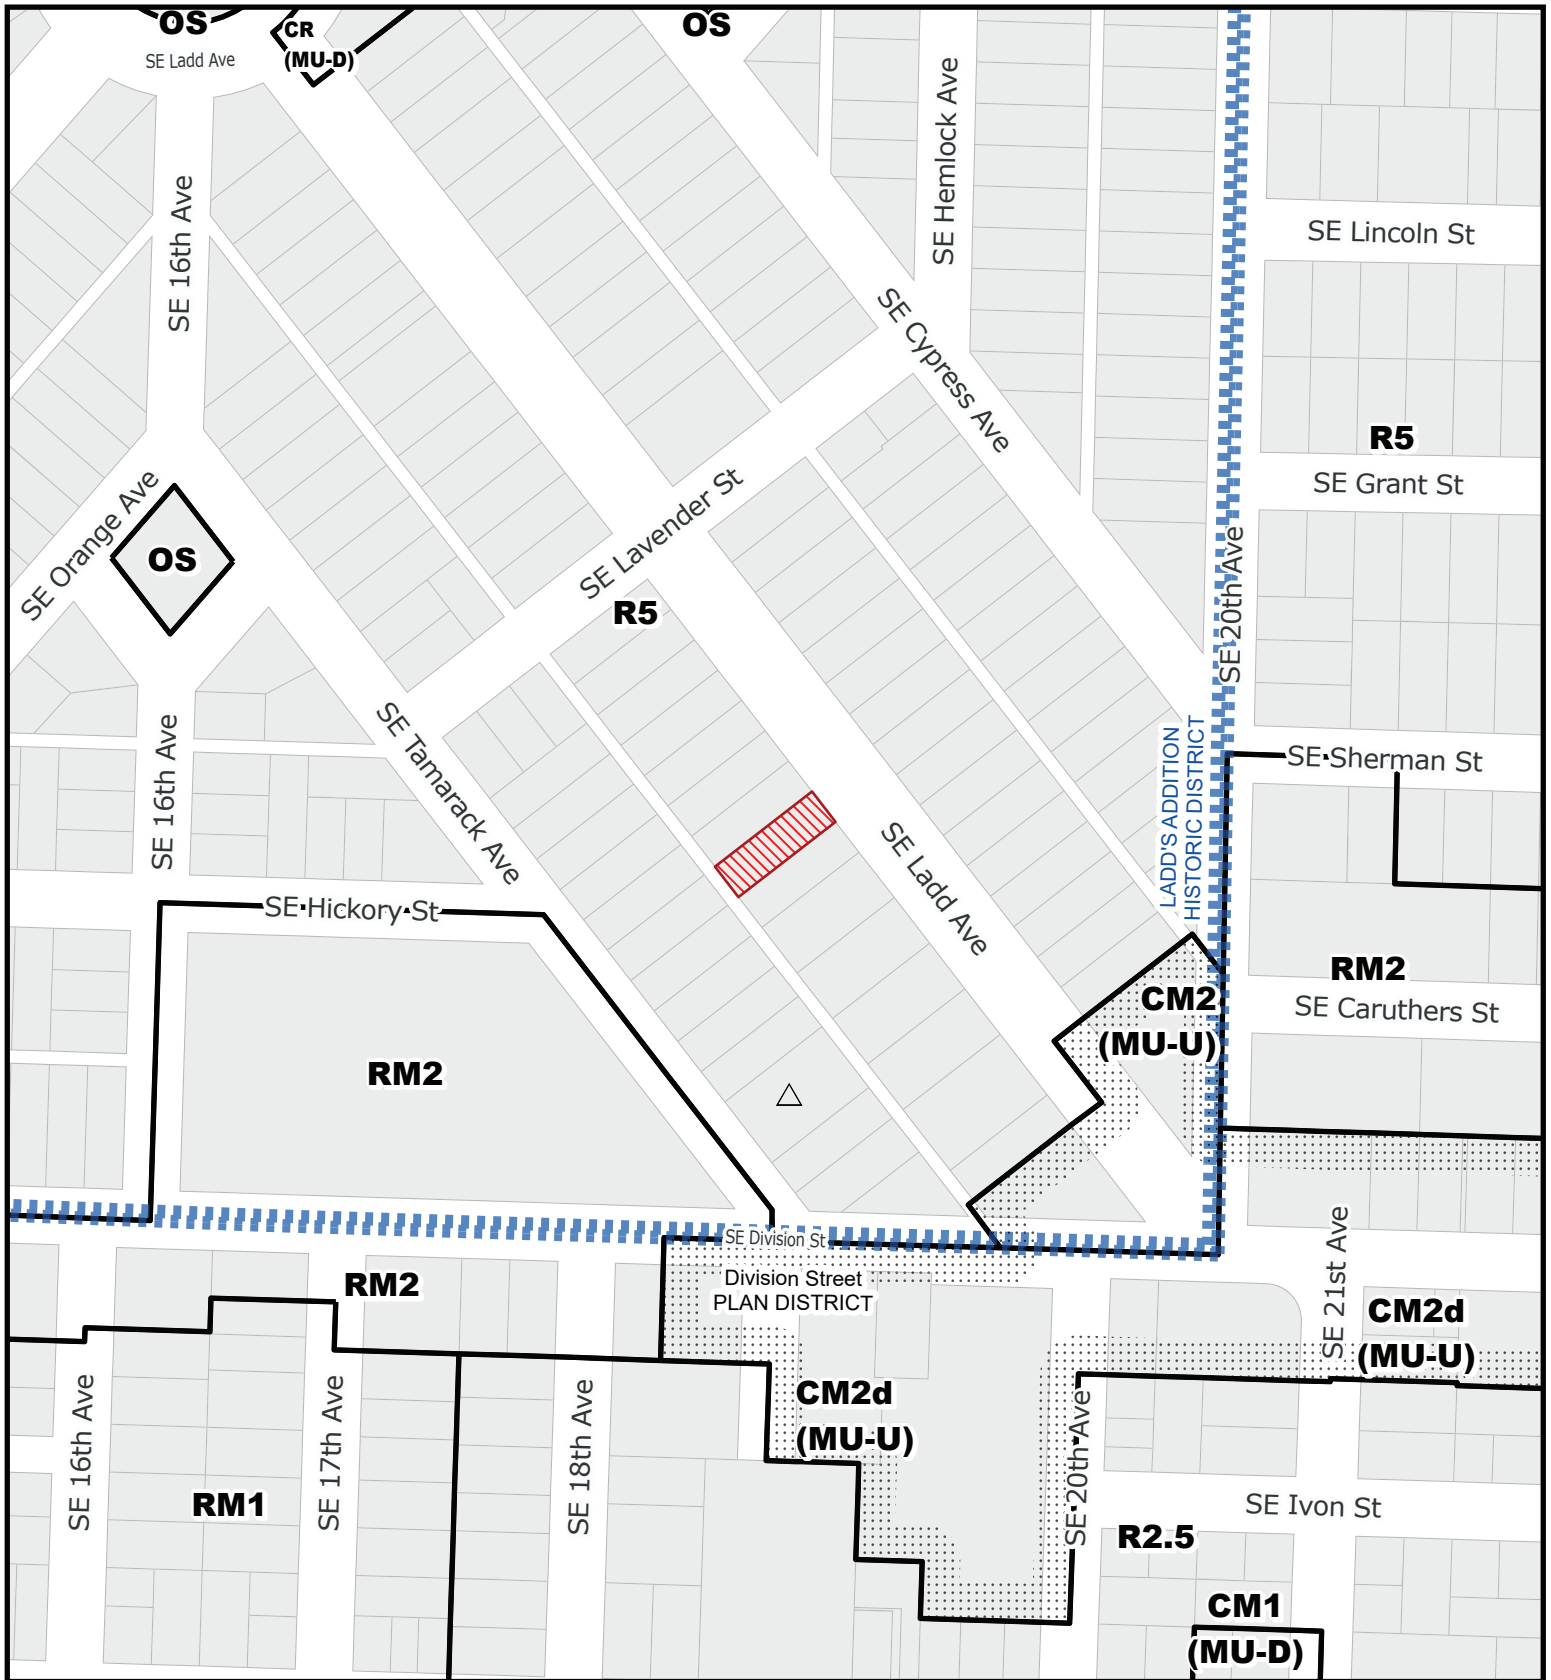 OS
SE Ladd Ave
CR
(MU-D)
OS
SE Hemlock Ave
SE 16th Ave
SE Lincoln St
SE Cypress Ave
R5
SE Grant St
SE Lavender St
SE Orange Ave
OS
R5
SE 20th Ave
SE 16th Ave
SE Tamarack Ave
LADD'S ADDITION
HISTORIC DISTRICT
SE Sherman St
SE Ladd Ave
SE Hickory St
RM2
CM2
(MU-U)
SE Caruthers St
RM2
SE Division St
Division Street
PLAN DISTRICT
RM2
SE 21st Ave
CM2d
(MU-U)
CM2d
(MU-U)
SE 16th Ave
SE 17th Ave
SE 18th Ave
SE 20th Ave
RM1
SE Ivon St
R2.5
CM1
(MU-D)